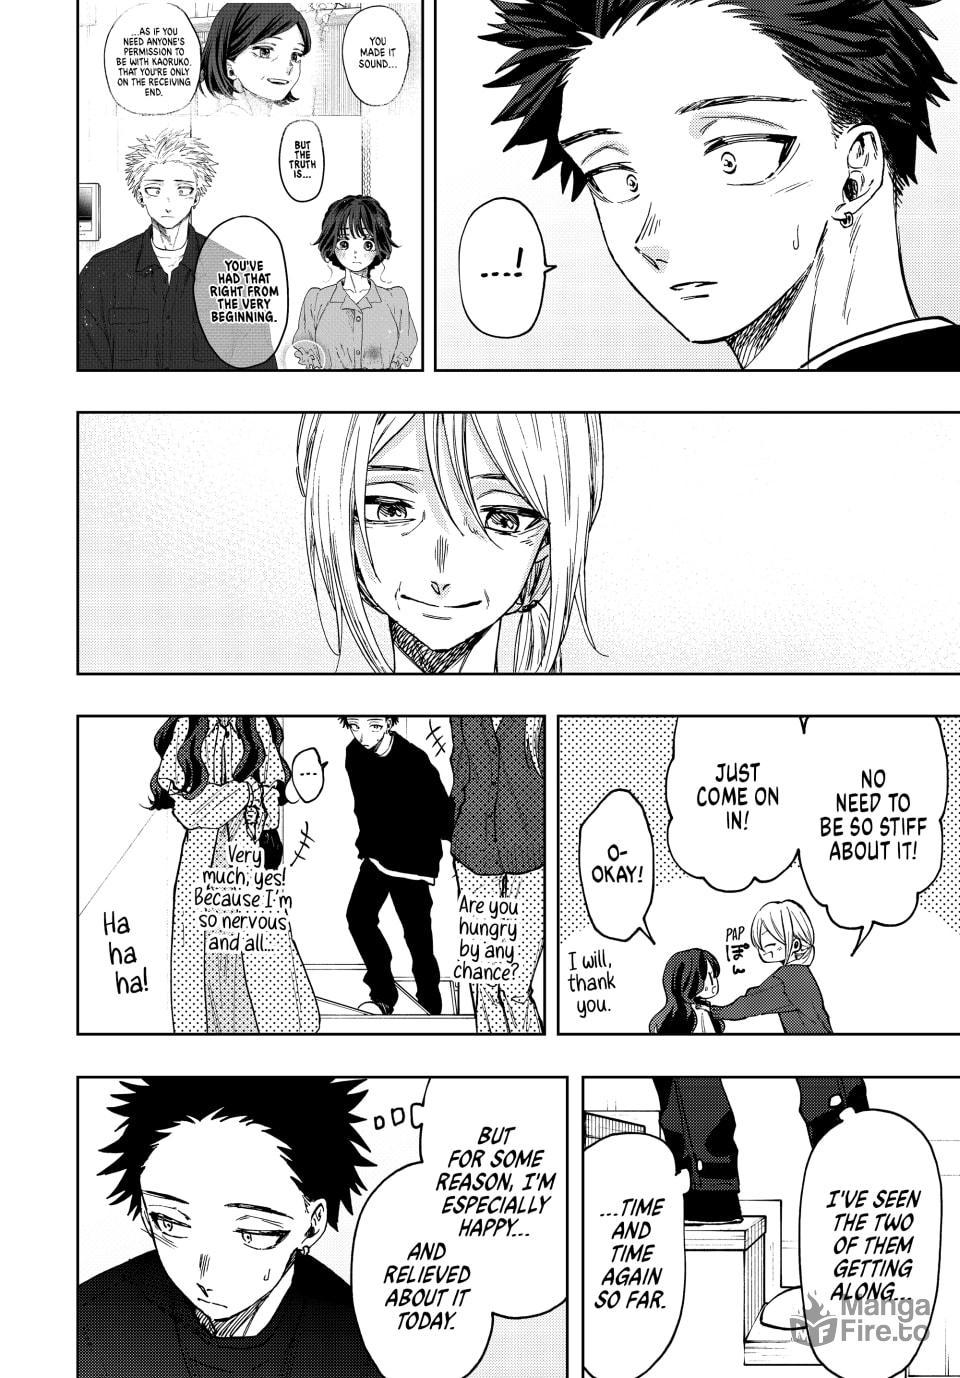 ...!
YOU
MADE IT
SOUND...
...AS IF YOU
NEED ANYONE'S
PERMISSION TO
BE WITH KAORUKO.
THAT YOU'RE ONLY
ON THE RECEIVING
END.
BUT
THE
TRUTH
IS...
YOU'VE
HAD THAT
RIGHT FROM
THE VERY
BEGINNING.
NO
NEED TO
BE SO STIFF
ABOUT IT!
JUST
COME ON
IN!
O-
OKAY!
PAP
ぽん
I will,
thank
you.
Are you
hungry
by any
chance?
...
Very
much, yes!
Because I'm
so nervous
and all...
Ha
ha
ha!
I'VE SEEN
THE TWO
OF THEM
GETTING
ALONG...
...TIME
AND
TIME
AGAIN
SO FAR.
BUT
FOR SOME
REASON, I'M
ESPECIALLY
HAPPY...
AND
RELIEVED
ABOUT IT
TODAY.
MF
Manga
Fire.to